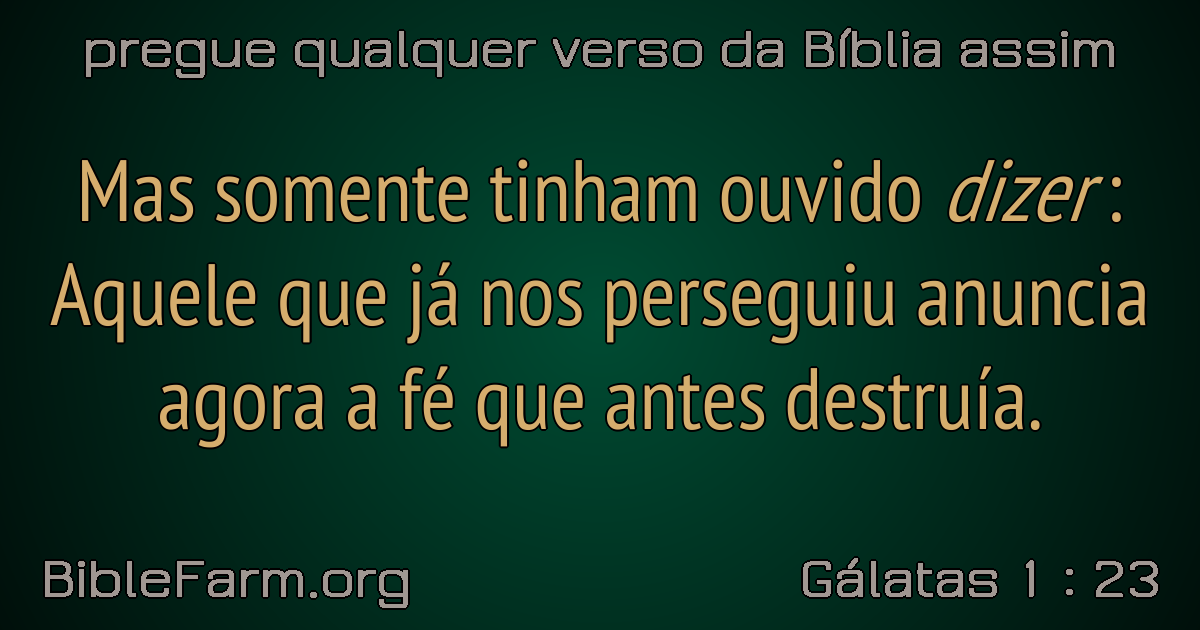 pregue qualquer verso da Bíblia assim
Mas somente tinham ouvido dizer:
Aquele que já nos perseguiu anuncia
agora a fé que antes destruía.
BibleFarm.org
Gálatas 1 : 23